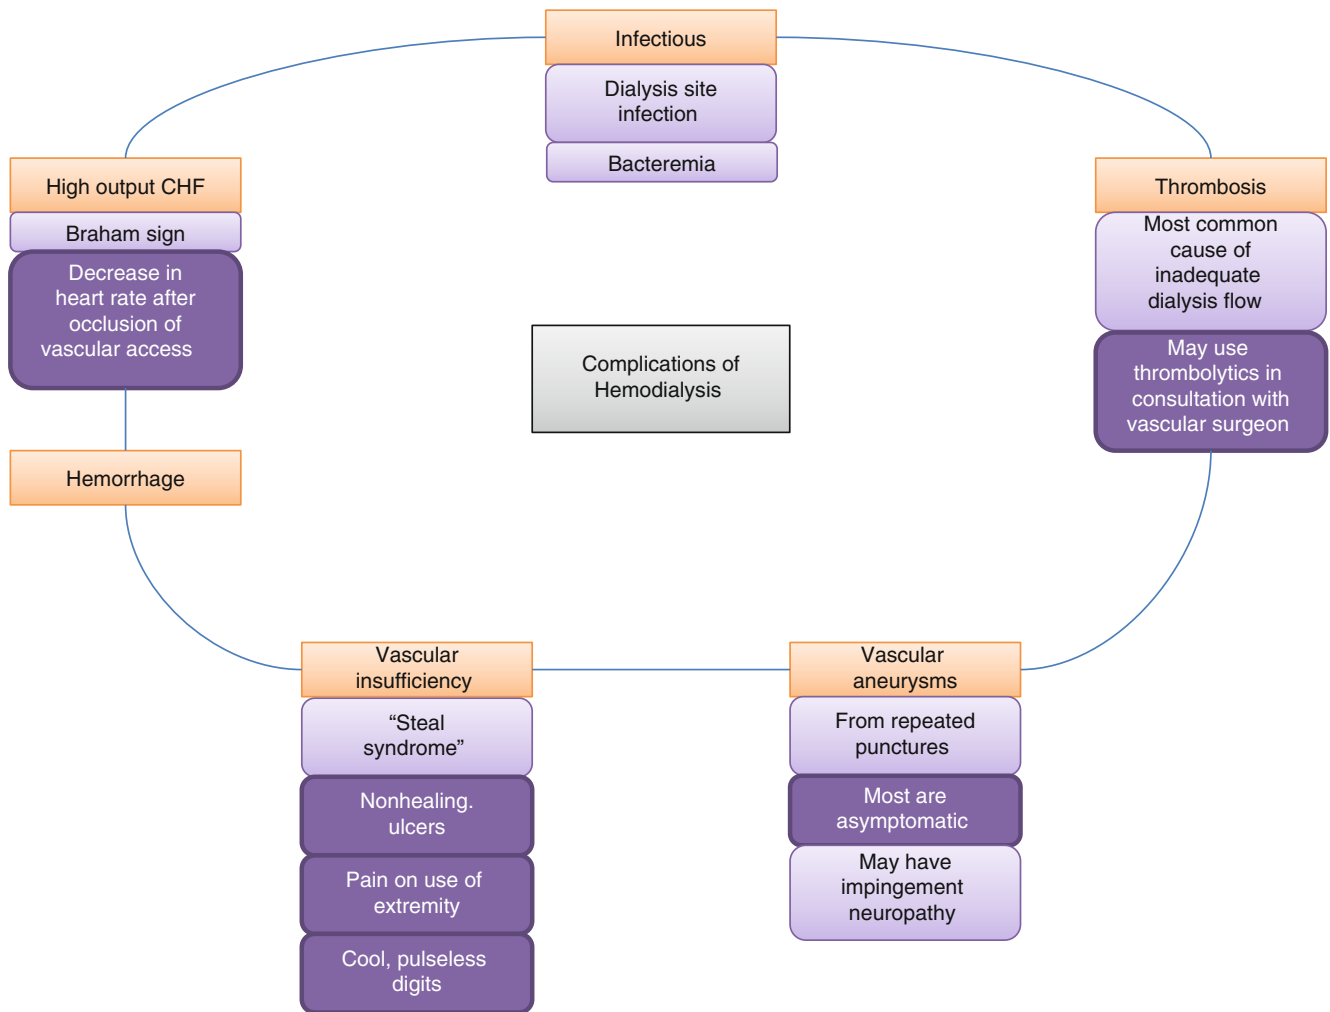 Infectious
Dialysis site
infection
Bacteremia
High output CHF
Braham sign
Decrease in
heart rate after
occlusion of
vascular access
Thrombosis
Most common
cause of
inadequate
dialysis flow
May use
thrombolytics in
consultation with
vascular surgeon
Complications of
Hemodialysis
Hemorrhage
Vascular
insufficiency
“Steal
syndrome”
Nonhealing.
ulcers
Pain on use of
extremity
Cool, pulseless
digits
Vascular
aneurysms
From repeated
punctures
Most are
asymptomatic
May have
impingement
neuropathy